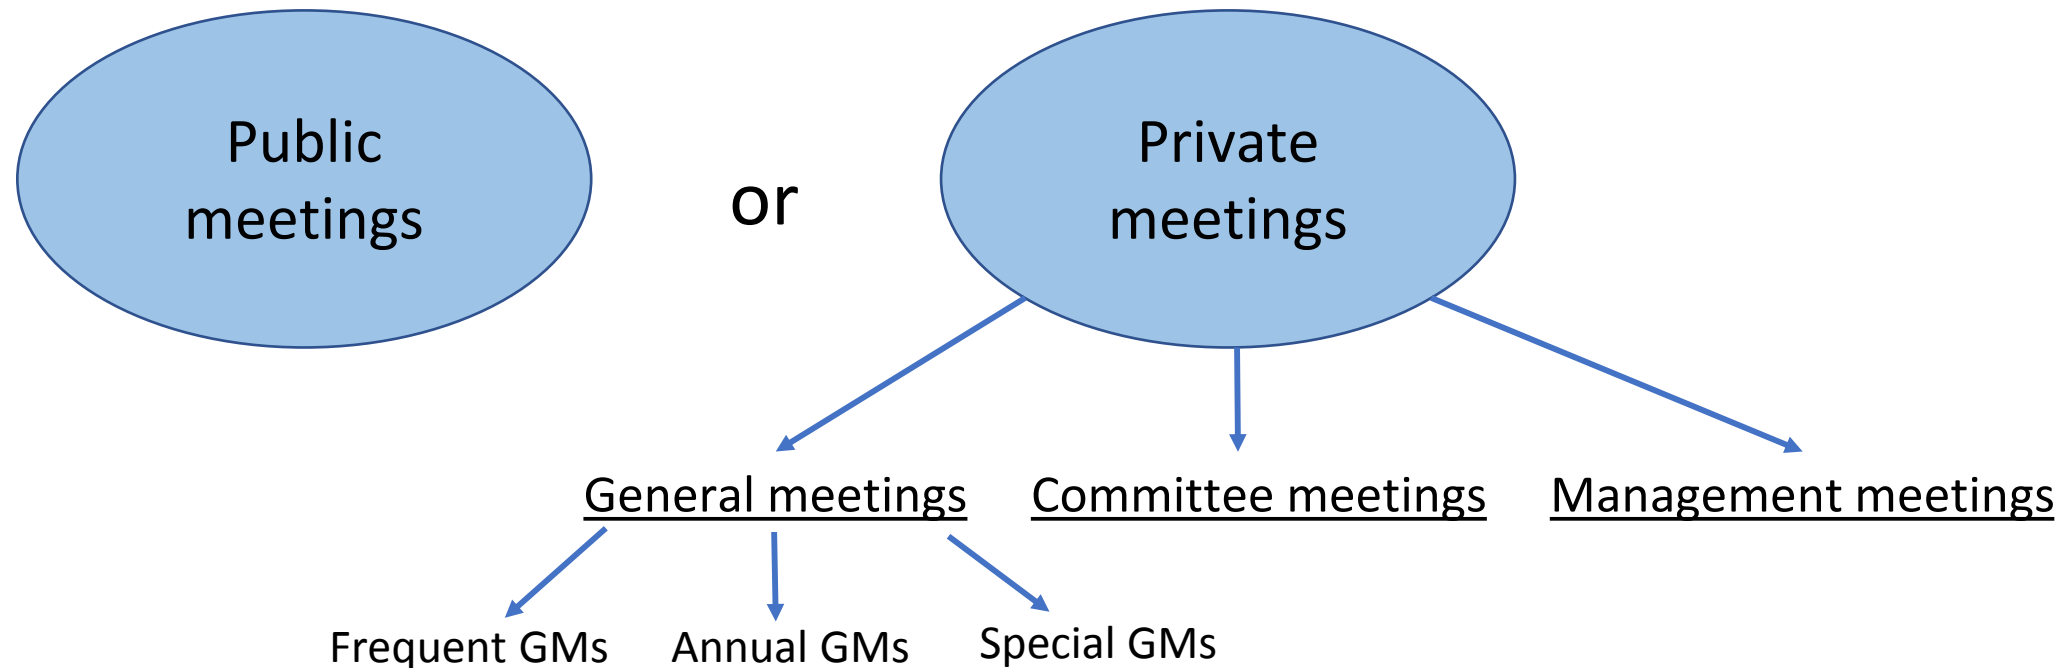 Public
meetings
or
Private
meetings
General meetings
Committee meetings
Management meetings
Frequent GMs
Annual GMs
Special GMs